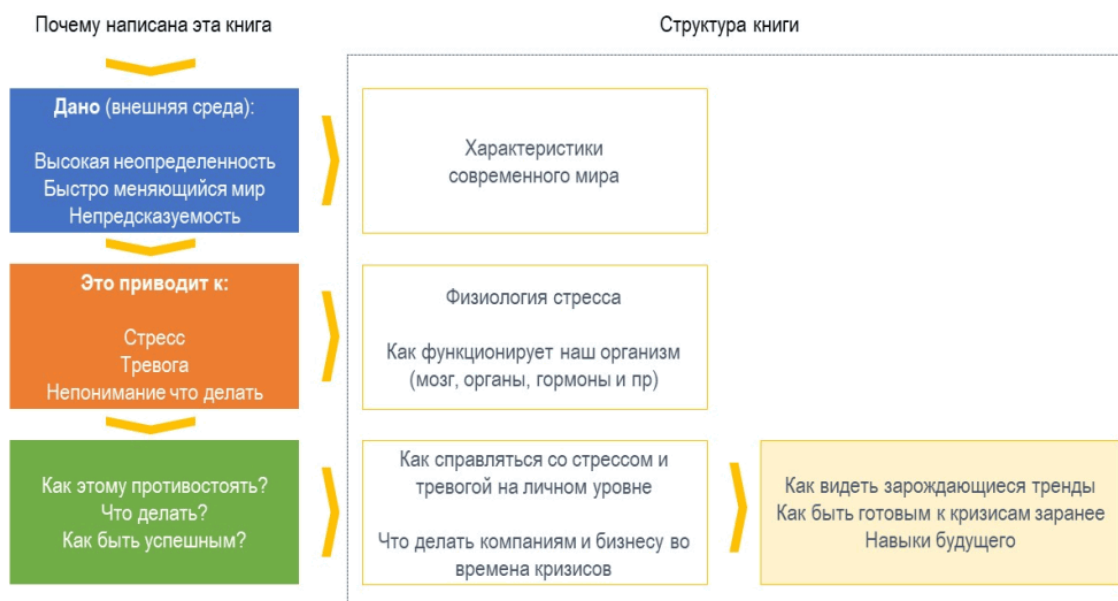 Почему написана эта книга
Структура книги
Дано (внешняя среда):
Высокая неопределенность
Быстро меняющийся мир
Непредсказуемость
Характеристики
современного мира
Это приводит к:
Стресс
Тревога
Непонимание что делать
Физиология стресса
Как функционирует наш организм
(мозг, органы, гормоны и пр)
Как этому противостоять?
Что делать?
Как быть успешным?
Как справляться со стрессом и
тревогой на личном уровне
Что делать компаниям и бизнесу во
времена кризисов
Как видеть зарождающиеся тренды
Как быть готовым к кризисам заранее
Навыки будущего